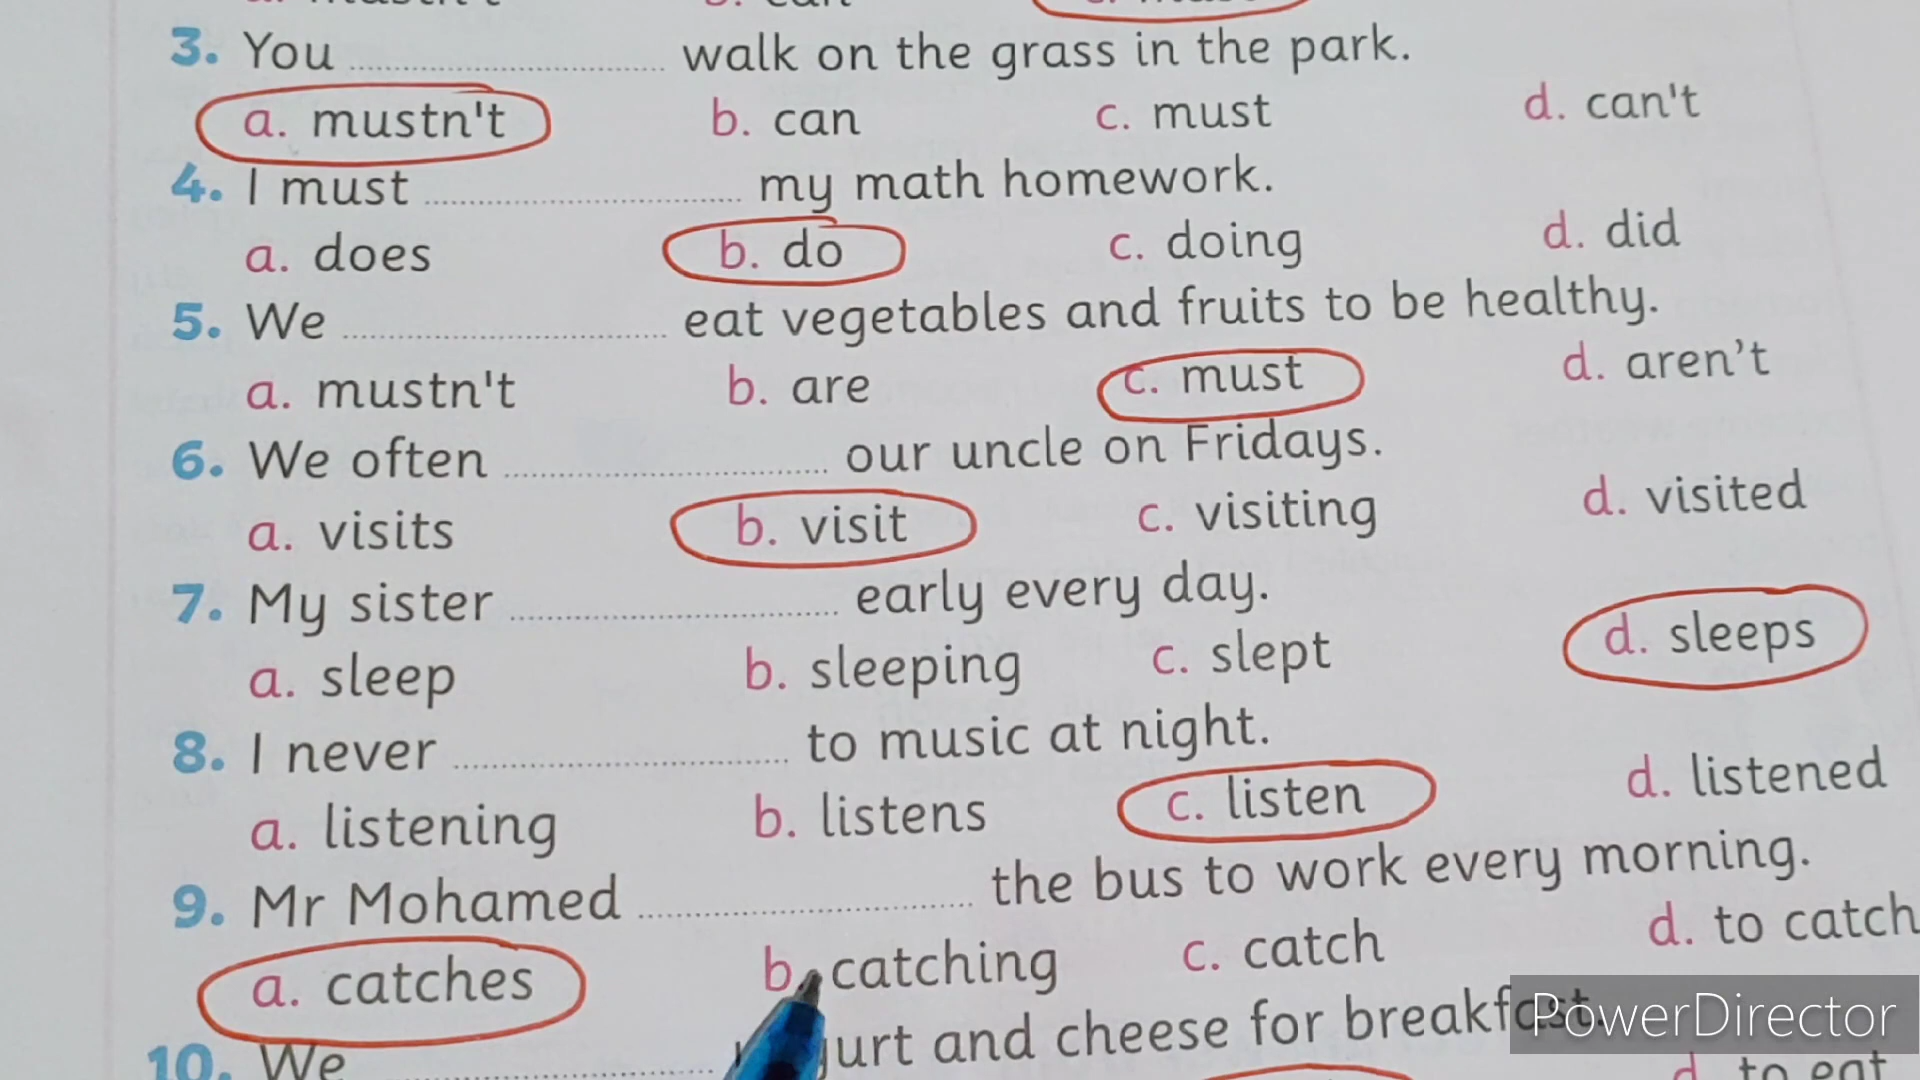 3. You .......... walk on the grass in the park.
a. mustn't b. can c. must d. can't
4. I must .......... my math homework.
a. does b. do c. doing d. did
5. We .......... eat vegetables and fruits to be healthy.
a. mustn't b. are c. must d. aren’t
6. We often .......... our uncle on Fridays.
a. visits b. visit c. visiting d. visited
7. My sister .......... early every day.
a. sleep b. sleeping c. slept d. sleeps
8. I never .......... to music at night.
a. listening b. listens c. listen d. listened
9. Mr Mohamed .......... the bus to work every morning.
a. catches b. catching c. catch d. to catch
10. We .......... and cheese for breakfast.
d. to eat
PowerDirector